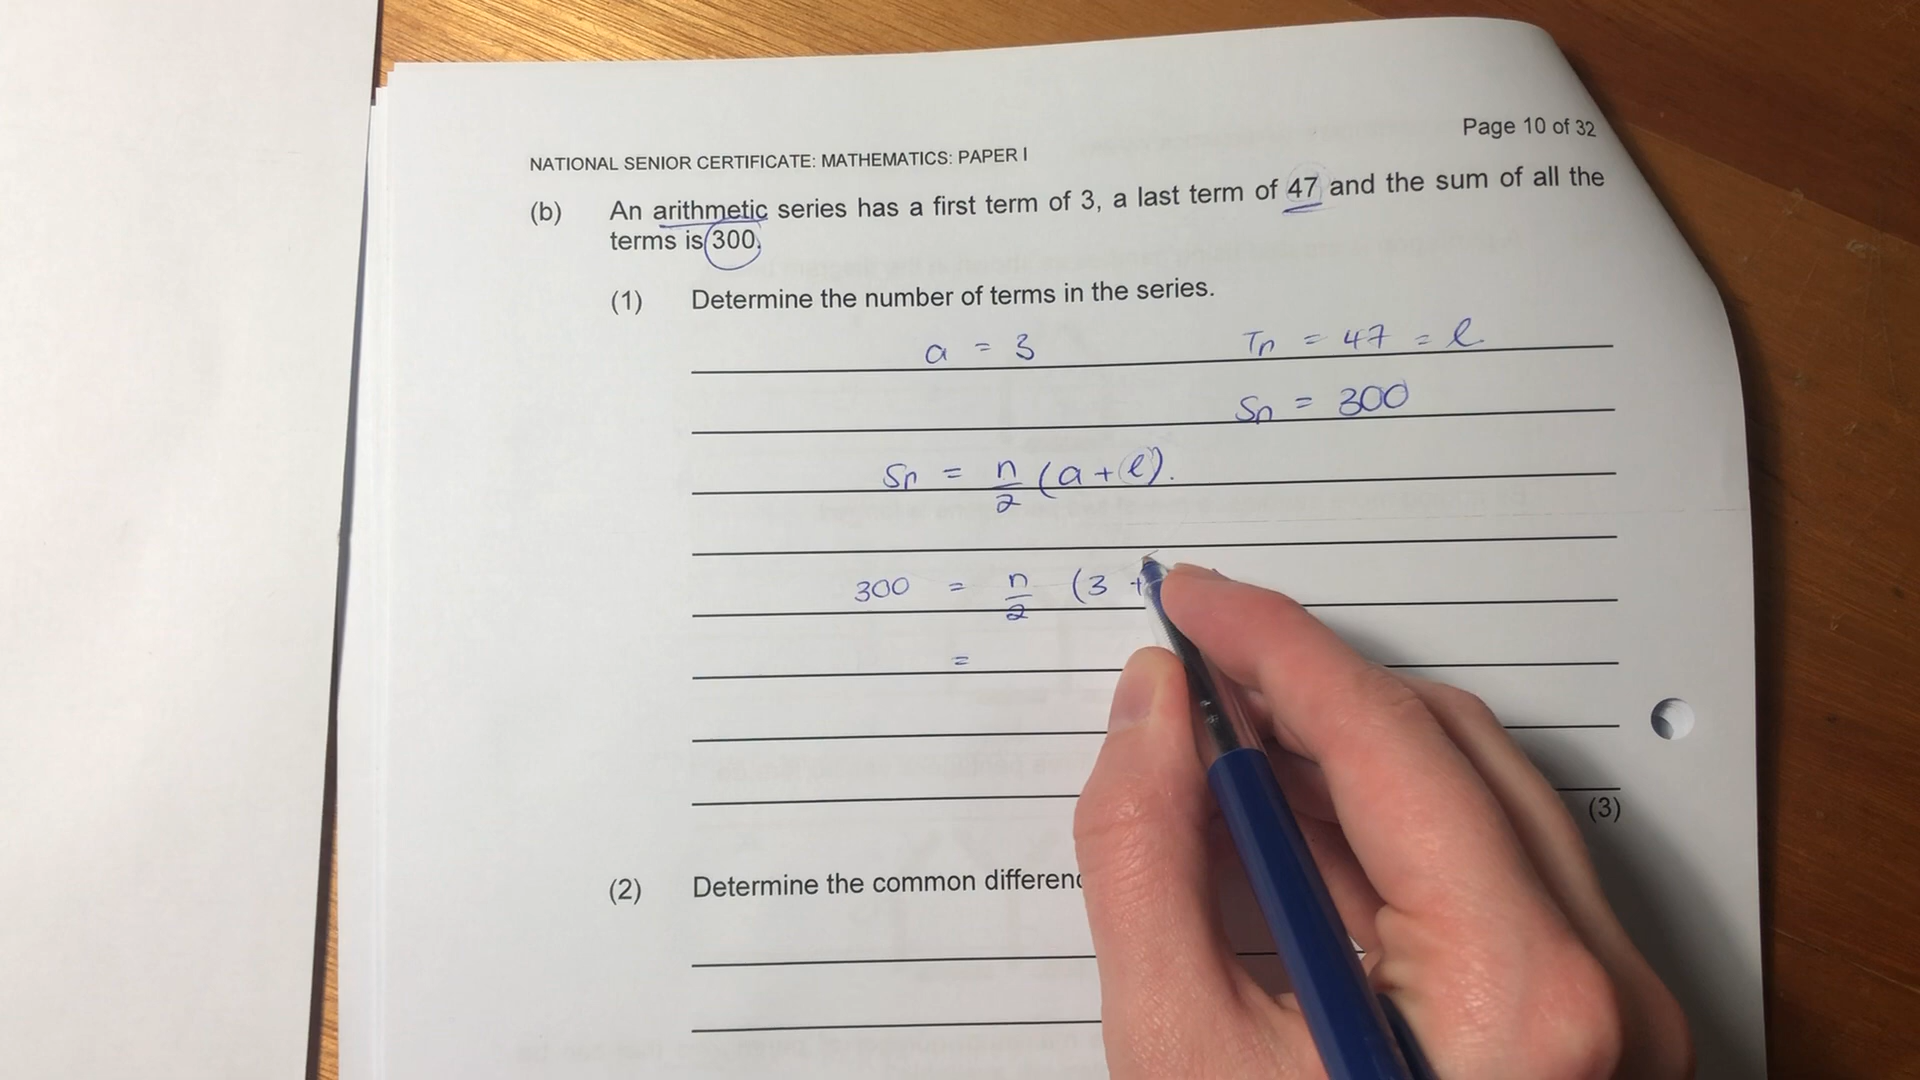 Page 10 of 32
NATIONAL SENIOR CERTIFICATE: MATHEMATICS: PAPER I
(b) An arithmetic series has a first term of 3, a last term of 47 and the sum of all the
terms is 300.
(1) Determine the number of terms in the series.
a = 3 Tn = 47 = l
Sn = 300
Sn = n/2 (a + l).
300 = n/2 (3 +
=
(3)
(2) Determine the common